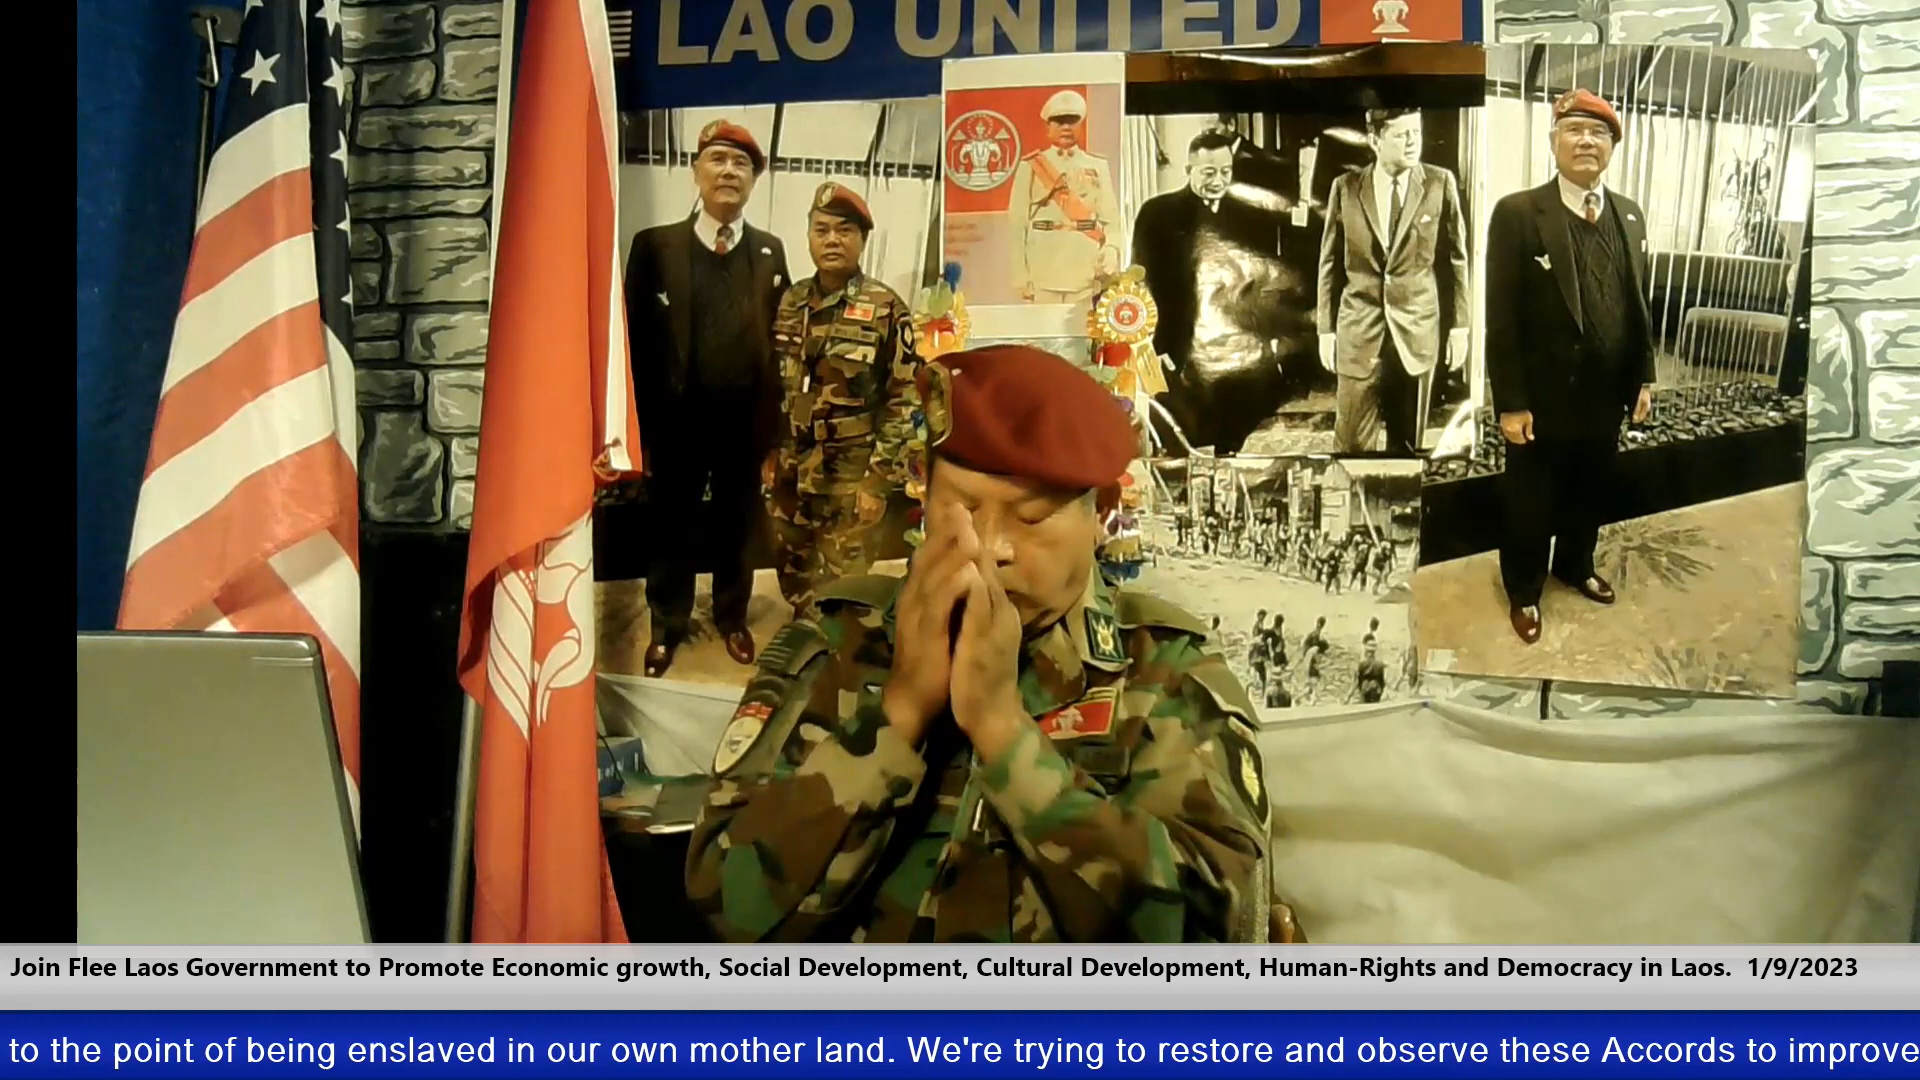 LAO UNITED
Join Flee Laos Government to Promote Economic growth, Social Development, Cultural Development, Human-Rights and Democracy in Laos.  1/9/2023
to the point of being enslaved in our own mother land. We're trying to restore and observe these Accords to improve